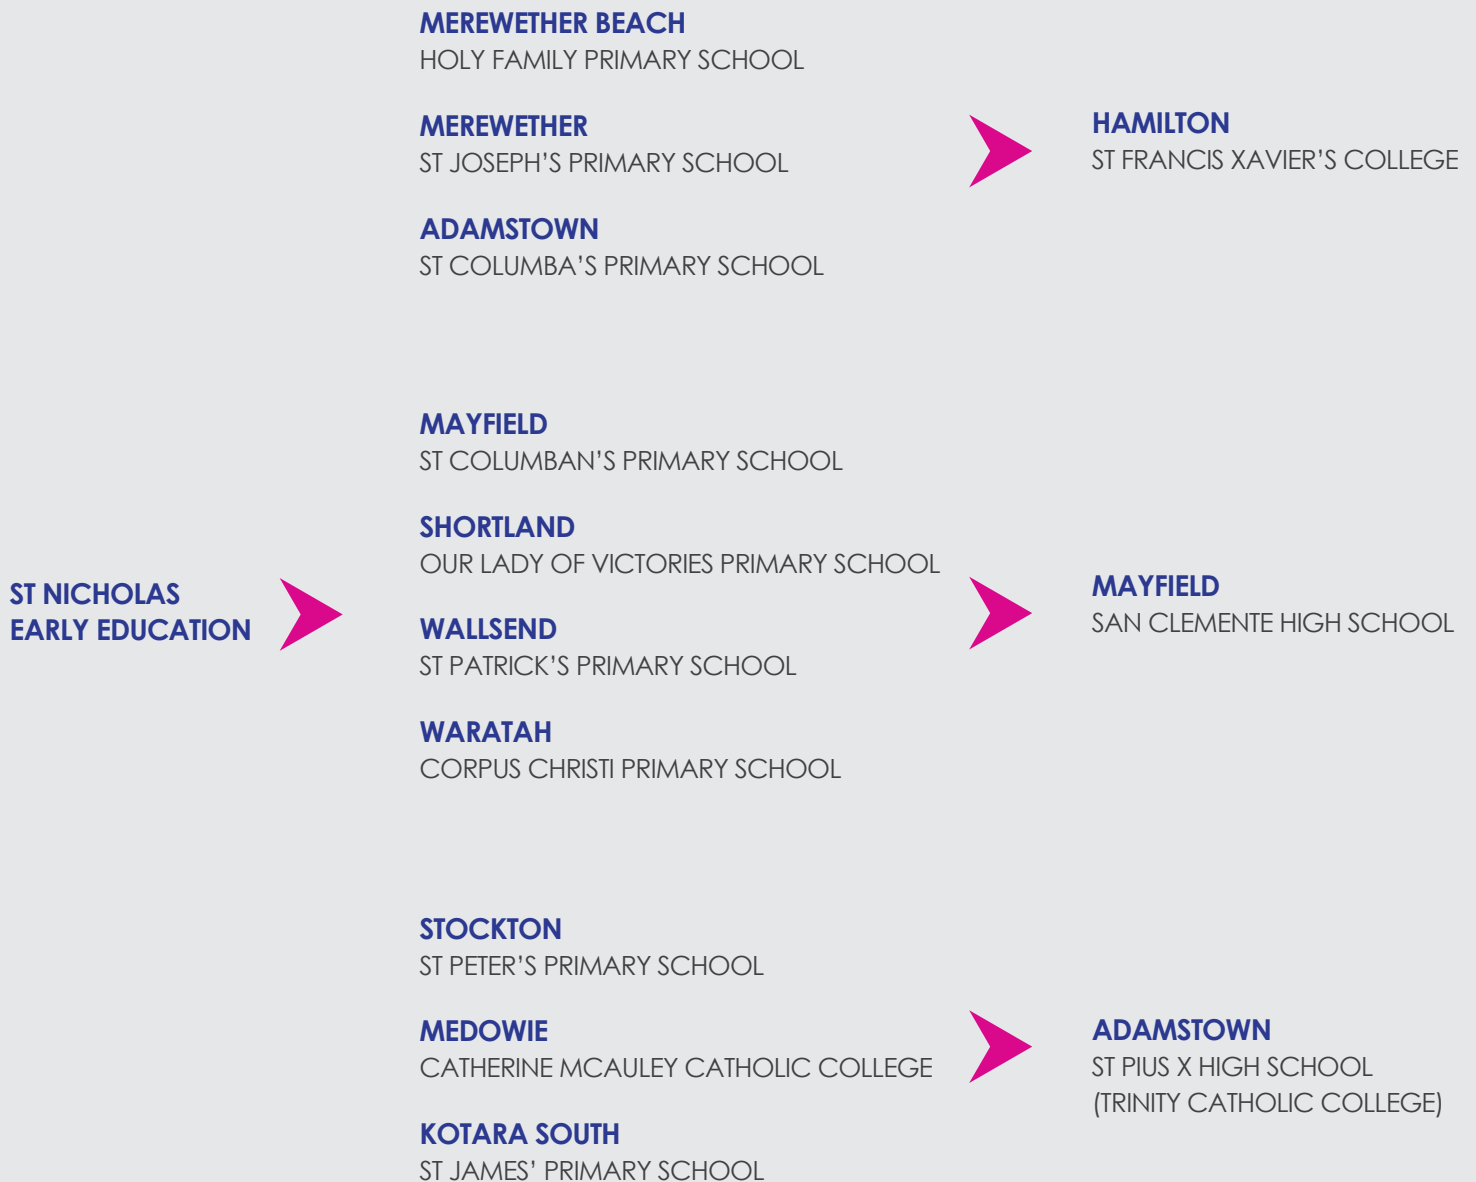 MEREWETHER BEACH
HOLY FAMILY PRIMARY SCHOOL
MEREWETHER
ST JOSEPH’S PRIMARY SCHOOL
ADAMSTOWN
ST COLUMBA’S PRIMARY SCHOOL
HAMILTON
ST FRANCIS XAVIER’S COLLEGE
ST NICHOLAS
EARLY EDUCATION
MAYFIELD
ST COLUMBAN’S PRIMARY SCHOOL
SHORTLAND
OUR LADY OF VICTORIES PRIMARY SCHOOL
WALLSEND
ST PATRICK’S PRIMARY SCHOOL
WARATAH
CORPUS CHRISTI PRIMARY SCHOOL
MAYFIELD
SAN CLEMENTE HIGH SCHOOL
STOCKTON
ST PETER’S PRIMARY SCHOOL
MEDOWIE
CATHERINE MCAULEY CATHOLIC COLLEGE
KOTARA SOUTH
ST JAMES’ PRIMARY SCHOOL
ADAMSTOWN
ST PIUS X HIGH SCHOOL
(TRINITY CATHOLIC COLLEGE)